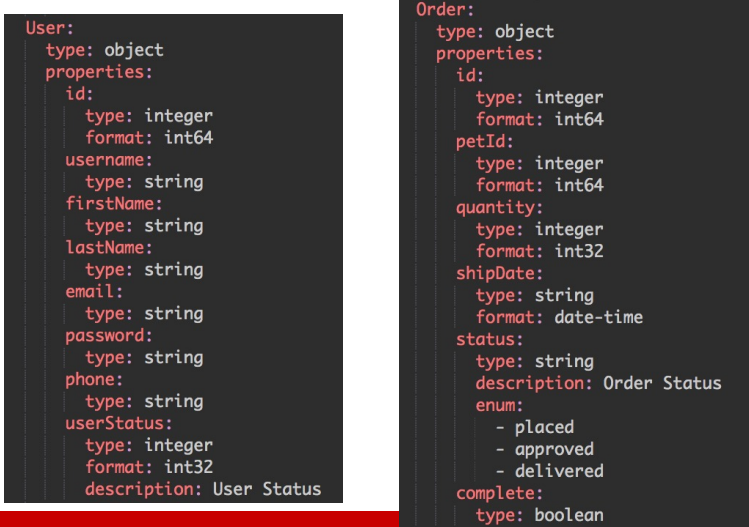 User:
type: object
properties:
id:
type: integer
format: int64
username:
type: string
firstName:
type: string
lastName:
type: string
email:
type: string
password:
type: string
phone:
type: string
userStatus:
type: integer
format: int32
description: User Status
Order:
type: object
properties:
id:
type: integer
format: int64
petId:
type: integer
format: int64
quantity:
type: integer
format: int32
shipDate:
type: string
format: date-time
status:
type: string
description: Order Status
enum:
- placed
- approved
- delivered
complete:
type: boolean